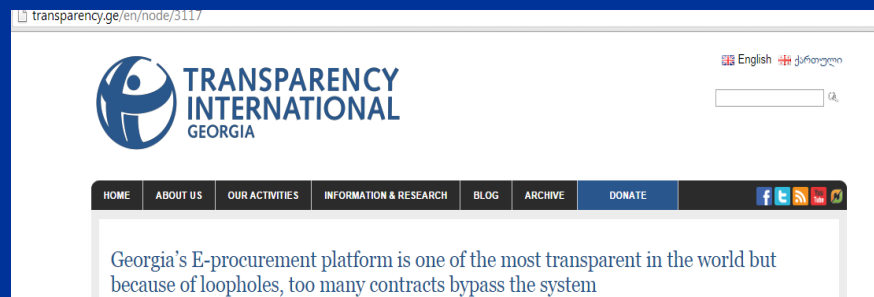 transparency.ge/en/node/3117
English ქართული
TRANSPARENCY
INTERNATIONAL
GEORGIA
HOME ABOUT US OUR ACTIVITIES INFORMATION & RESEARCH BLOG ARCHIVE DONATE
Georgia's E-procurement platform is one of the most transparent in the world but
because of loopholes, too many contracts bypass the system